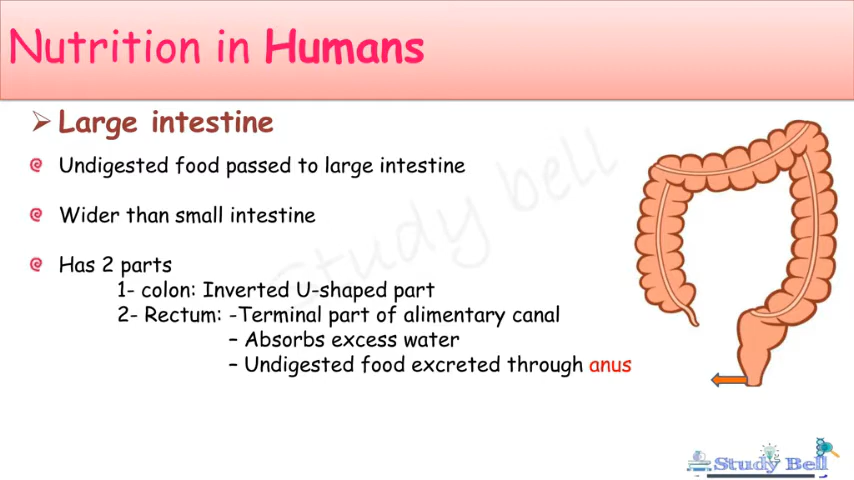 Nutrition in Humans
Large intestine
Undigested food passed to large intestine
Wider than small intestine
Has 2 parts
1- colon: Inverted U-shaped part
2- Rectum: -Terminal part of alimentary canal
– Absorbs excess water
– Undigested food excreted through anus
Study bell
Study Bell